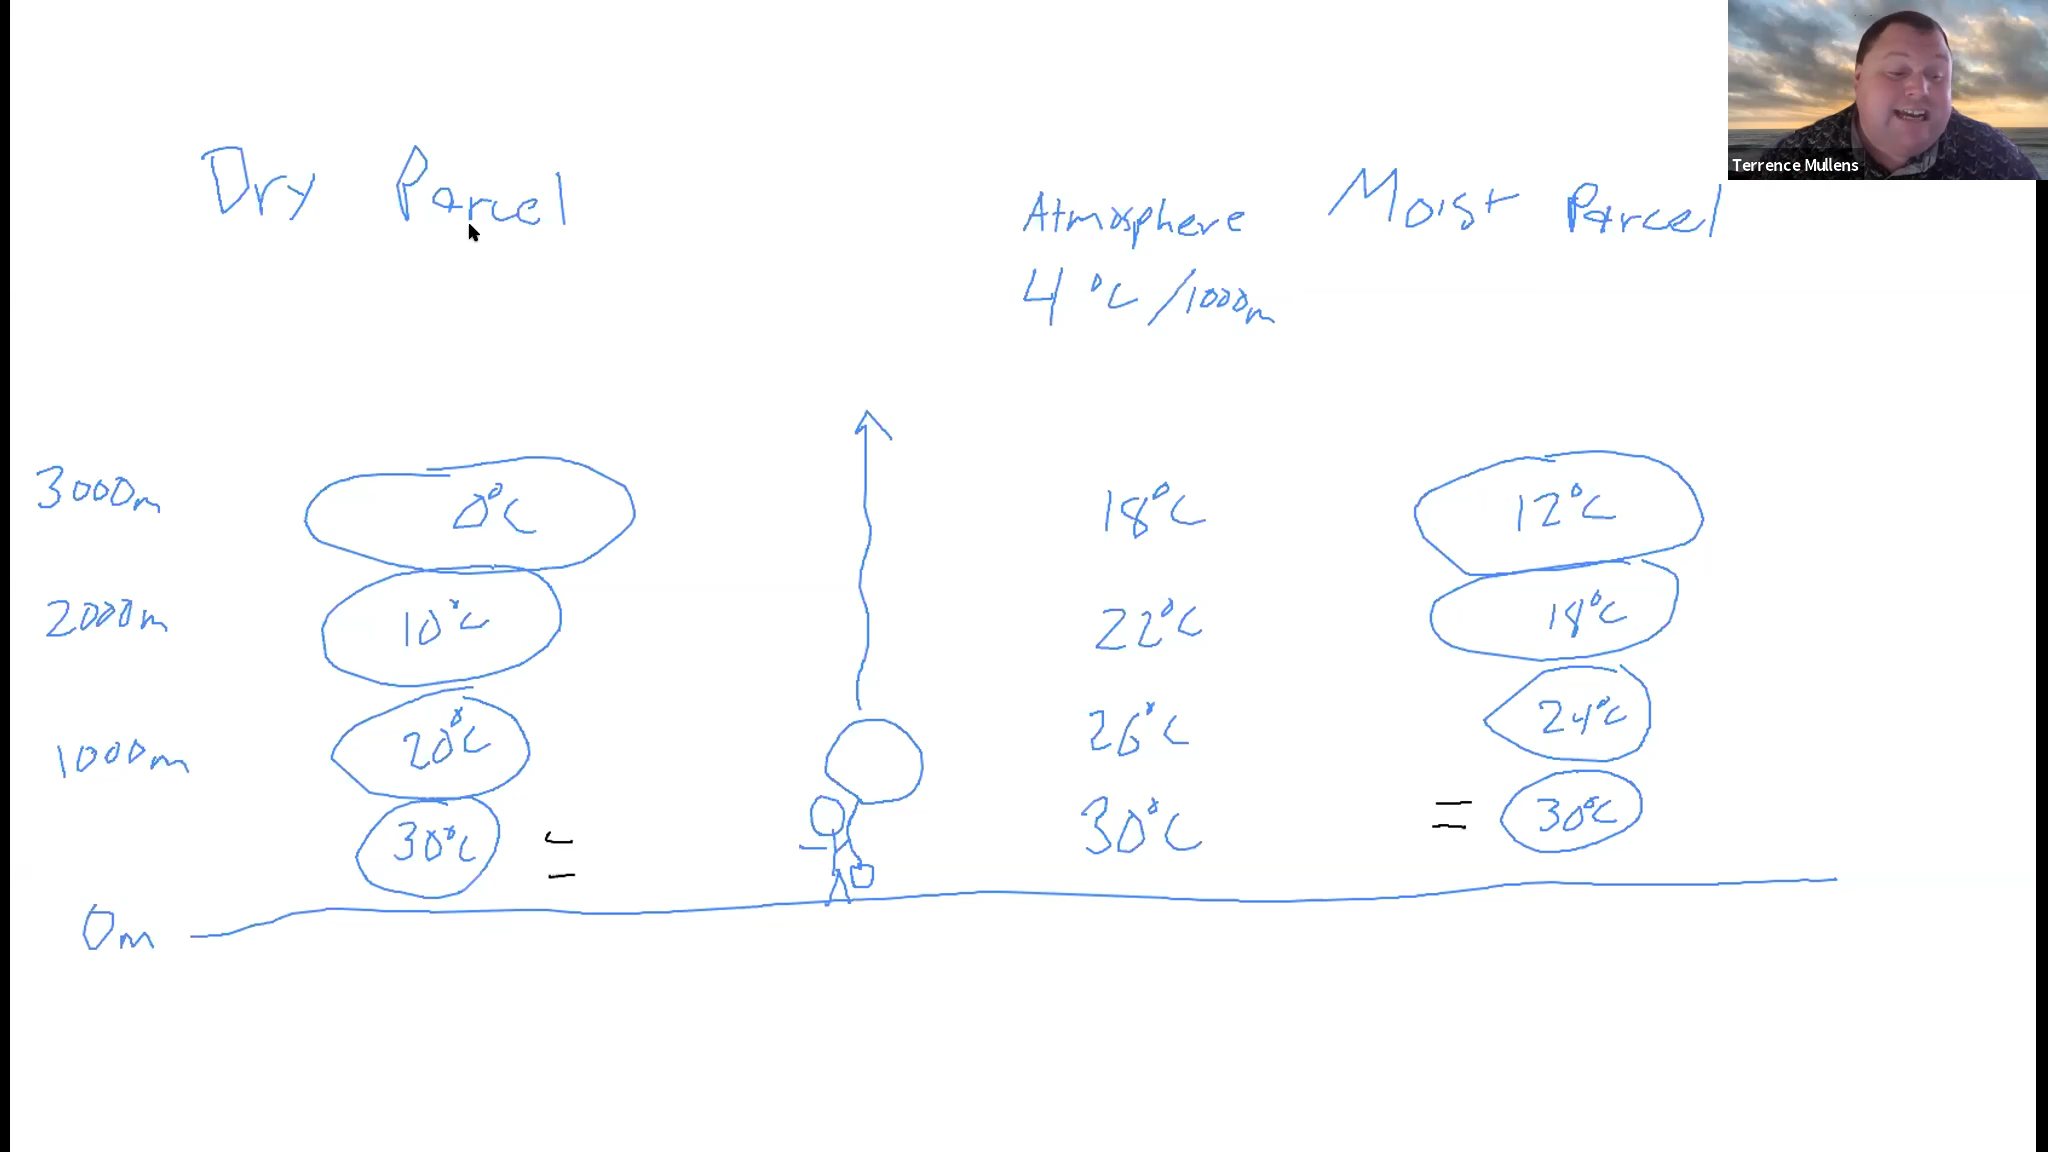 Terrence Mullens
Dry Parcel
Atmosphere
Moist Parcel
4°C/1000m
3000m 0°C 18°C 12°C
2000m 10°C 22°C 18°C
1000m 20°C 26°C 24°C
30°C = 30°C = 30°C
0m